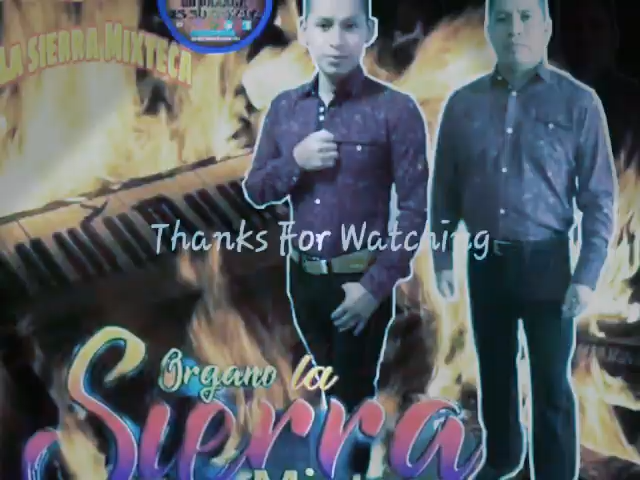 LA SIERRA MIXTECA
Thanks For Watching
Organo la
Sierra